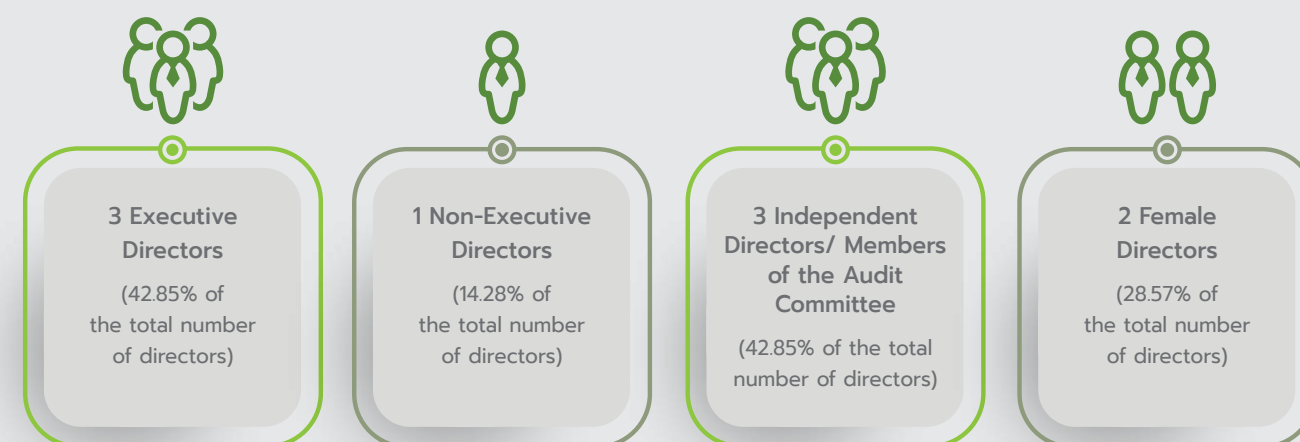 3 Executive
Directors
(42.85% of
the total number
of directors)
1 Non-Executive
Directors
(14.28% of
the total number
of directors)
3 Independent
Directors/ Members
of the Audit
Committee
(42.85% of the total
number of directors)
2 Female
Directors
(28.57% of
the total number
of directors)